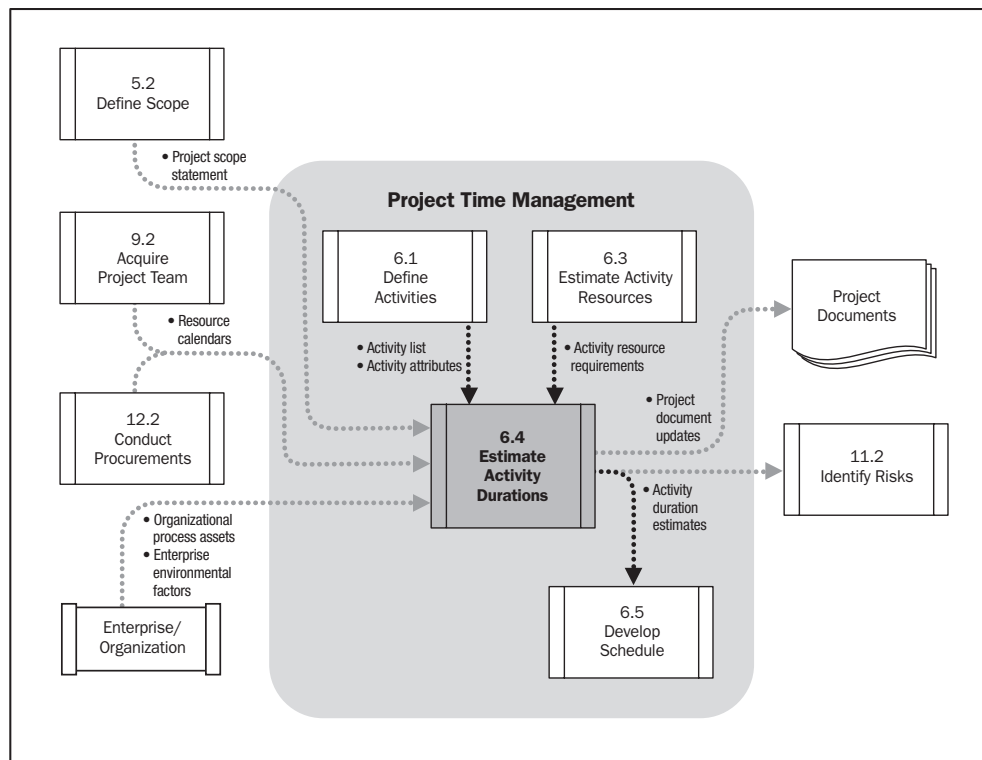 5.2
Define Scope
• Project scope
statement
9.2
Acquire
Project Team
• Resource
calendars
12.2
Conduct
Procurements
• Organizational
process assets
• Enterprise
environmental
factors
Enterprise/
Organization
Project Time Management
6.1
Define
Activities
6.3
Estimate Activity
Resources
• Activity list
• Activity attributes
• Activity resource
requirements
6.4
Estimate
Activity
Durations
• Project
document
updates
• Activity
duration
estimates
6.5
Develop
Schedule
Project
Documents
11.2
Identify Risks